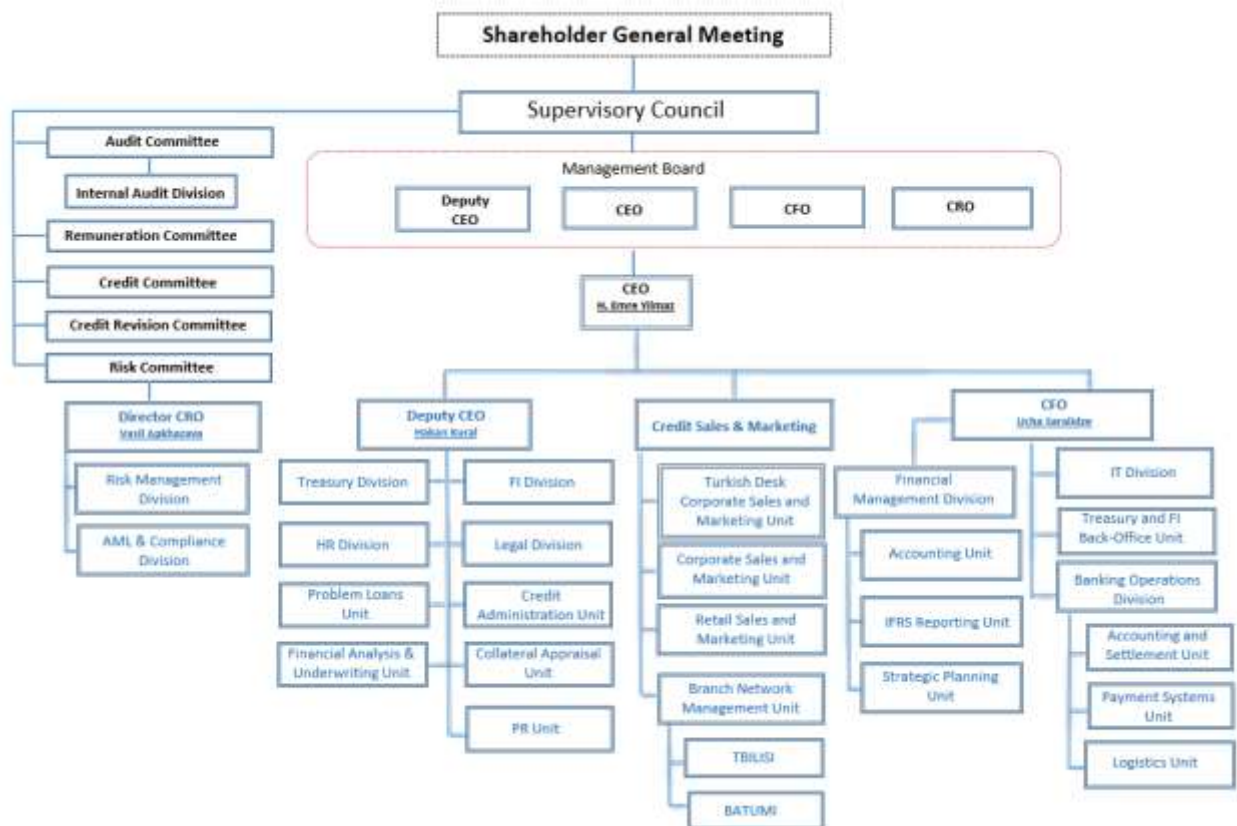 Shareholder General Meeting
Supervisory Council
Audit Committee
Internal Audit Division
Remuneration Committee
Credit Committee
Credit Revision Committee
Risk Committee
Director CRO
Vasil
Risk Management
Division
AML & Compliance
Division
Management Board
Deputy
CEO
CEO
CFO
CRO
CEO
H. Emre Yilmaz
Deputy CEO
Hakan Kural
Treasury Division
FI Division
HR Division
Legal Division
Problem Loans
Unit
Credit
Administration Unit
Financial Analysis &
Underwriting Unit
Collateral Appraisal
Unit
PR Unit
Credit Sales & Marketing
Turkish Desk
Corporate Sales and
Marketing Unit
Corporate Sales and
Marketing Unit
Retail Sales and
Marketing Unit
Branch Network
Management Unit
TBILISI
BATUMI
CFO
Ucha
Financial
Management Division
Accounting Unit
IFRS Reporting Unit
Strategic Planning
Unit
IT Division
Treasury and FI
Back-Office Unit
Banking Operations
Division
Accounting and
Settlement Unit
Payment Systems
Unit
Logistics Unit